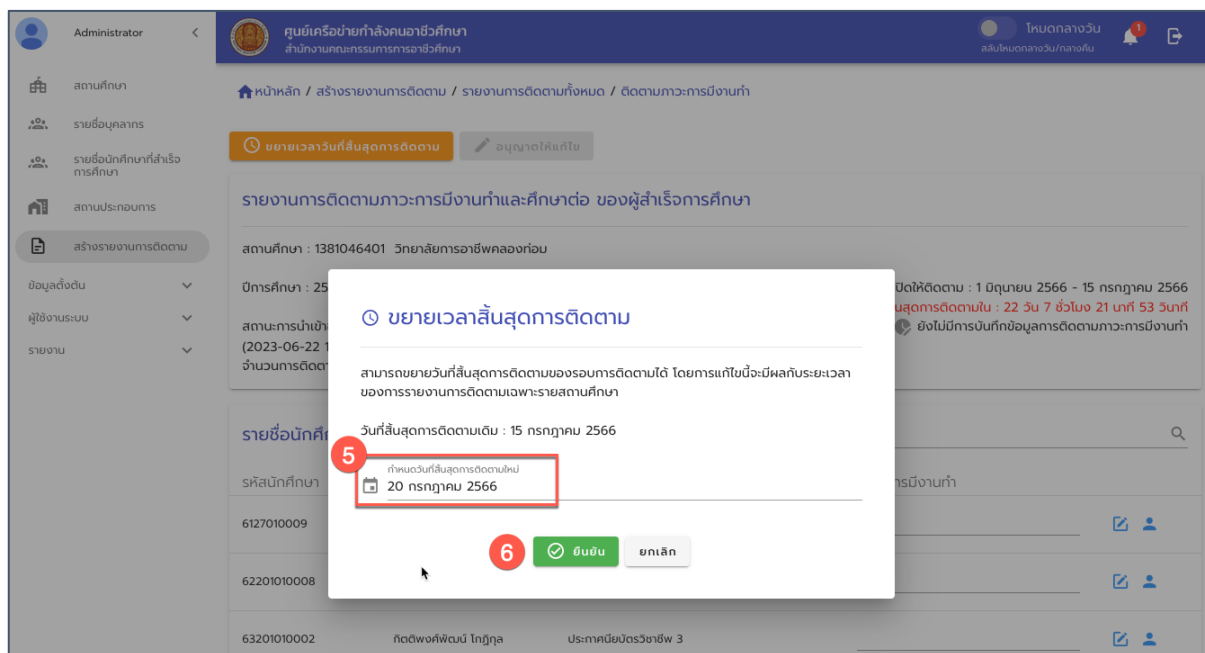 Administrator
ศูนย์เครือข่ายกำลังคนอาชีวศึกษา
สำนักงานคณะกรรมการการอาชีวศึกษา
โหมดกลางวัน
สลับโหมดกลางวัน/กลางคืน
1
สถานศึกษา
รายชื่อบุคลากร
รายชื่อนักศึกษาที่สำเร็จ
การศึกษา
สถานประกอบการ
สร้างรายงานการติดตาม
ข้อมูลตั้งต้น
ผู้ใช้งานระบบ
รายงาน
หน้าหลัก / สร้างรายงานการติดตาม / รายงานการติดตามทั้งหมด / ติดตามภาวะการมีงานทำ
ขยายเวลาวันที่สิ้นสุดการติดตาม
อนุญาตให้แก้ไข
รายงานการติดตามภาวะการมีงานทำและศึกษาต่อ ของผู้สำเร็จการศึกษา
สถานศึกษา : 1381046401 วิทยาลัยการอาชีพคลองท่อม
ปีการศึกษา : 25
ปิดให้ติดตาม : 1 มิถุนายน 2566 - 15 กรกฎาคม 2566
นสุดการติดตามใน : 22 วัน 7 ชั่วโมง 21 นาที 53 วินาที
สถานะการนำเข้า
ยังไม่มีการบันทึกข้อมูลการติดตามภาวะการมีงานทำ
(2023-06-22 1
จำนวนการติดตา
ขยายเวลาสิ้นสุดการติดตาม
สามารถขยายวันที่สิ้นสุดการติดตามของรอบการติดตามได้ โดยการแก้ไขนี้จะมีผลกับระยะเวลา
ของการรายงานการติดตามเฉพาะรายสถานศึกษา
วันที่สิ้นสุดการติดตามเดิม : 15 กรกฎาคม 2566
5
กำหนดวันที่สิ้นสุดการติดตามใหม่
20 กรกฎาคม 2566
6
ยืนยัน
ยกเลิก
รายชื่อนักศึ
รหัสนักศึกษา
ารมีงานทำ
6127010009
62201010008
63201010002 กิตติพงศ์พัฒน์ โกฎิกุล ประกาศนียบัตรวิชาชีพ 3